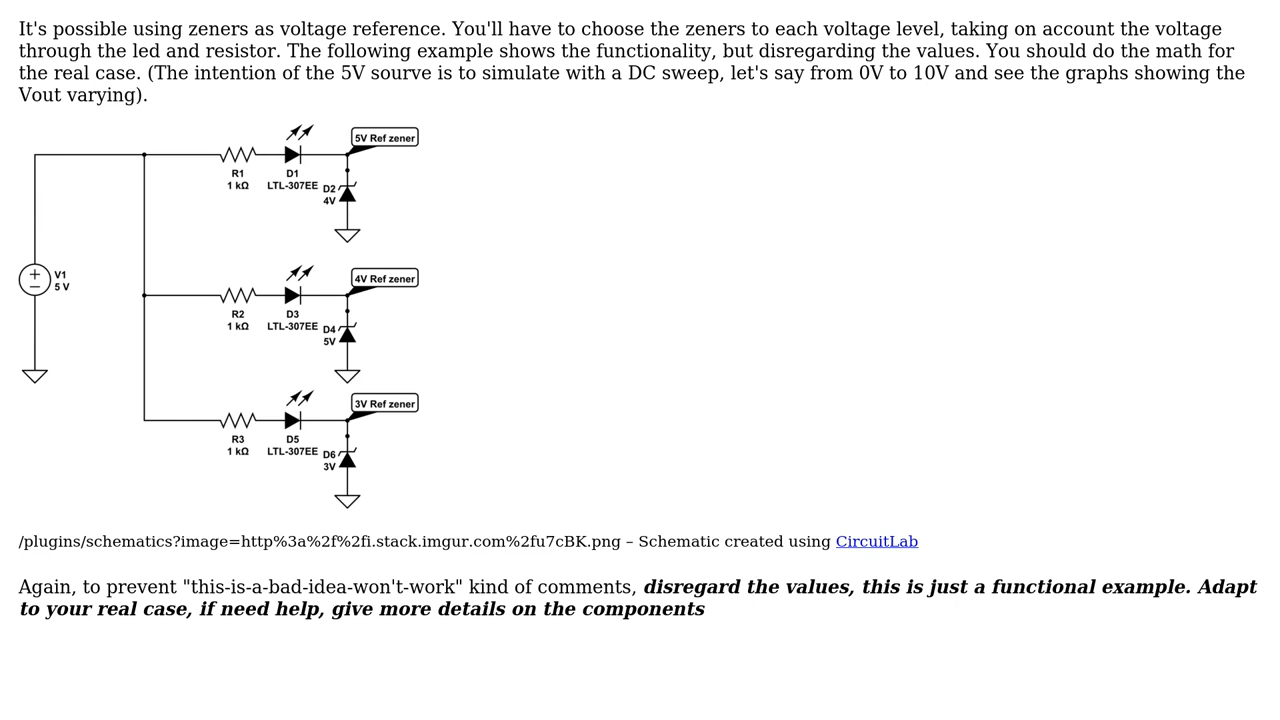 It's possible using zeners as voltage reference. You'll have to choose the zeners to each voltage level, taking on account the voltage
through the led and resistor. The following example shows the functionality, but disregarding the values. You should do the math for
the real case. (The intention of the 5V sourve is to simulate with a DC sweep, let's say from 0V to 10V and see the graphs showing the
Vout varying).
5V Ref zener
R1
1 kΩ
D1
LTL-307EE
D2
4V
V1
5 V
4V Ref zener
R2
1 kΩ
D3
LTL-307EE
D4
5V
3V Ref zener
R3
1 kΩ
D5
LTL-307EE
D6
3V
/plugins/schematics?image=http%3a%2f%2fi.stack.imgur.com%2fu7cBK.png – Schematic created using CircuitLab
Again, to prevent "this-is-a-bad-idea-won't-work" kind of comments, disregard the values, this is just a functional example. Adapt
to your real case, if need help, give more details on the components